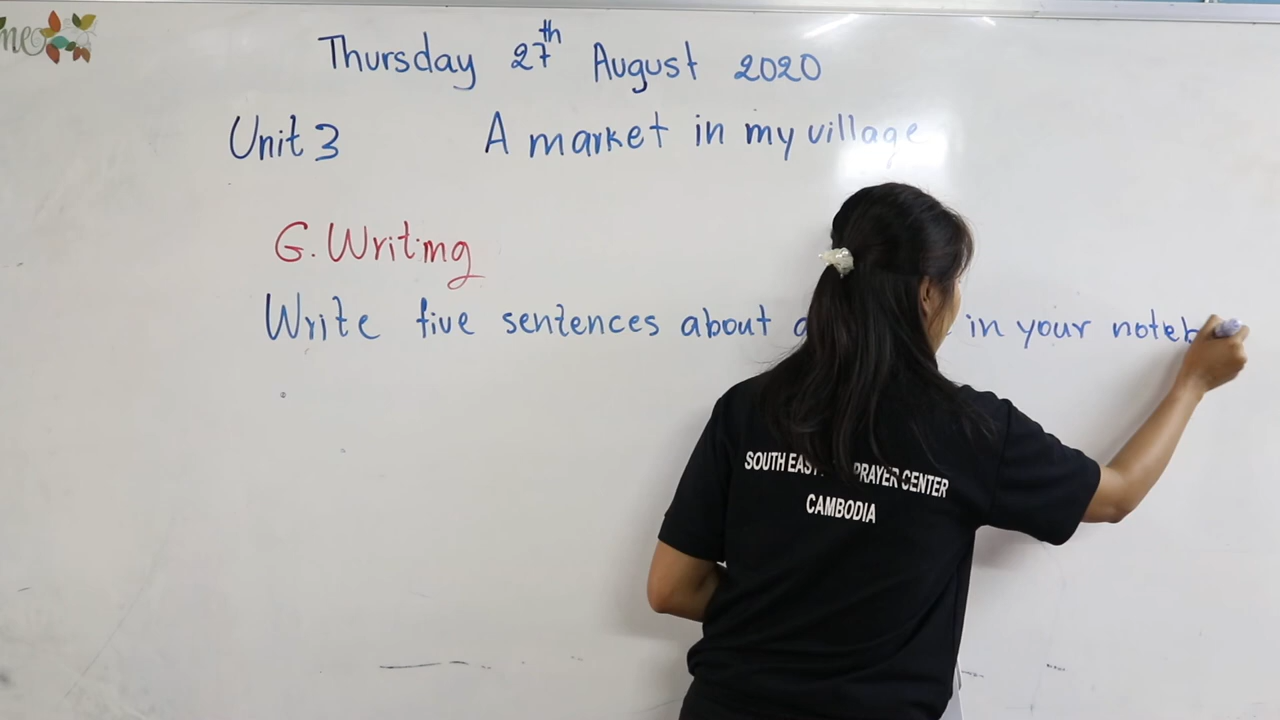 Thursday 27th August 2020
Unit 3 A market in my village
G. Writing
Write five sentences about in your noteb
SOUTH EAST PRAYER CENTER
CAMBODIA